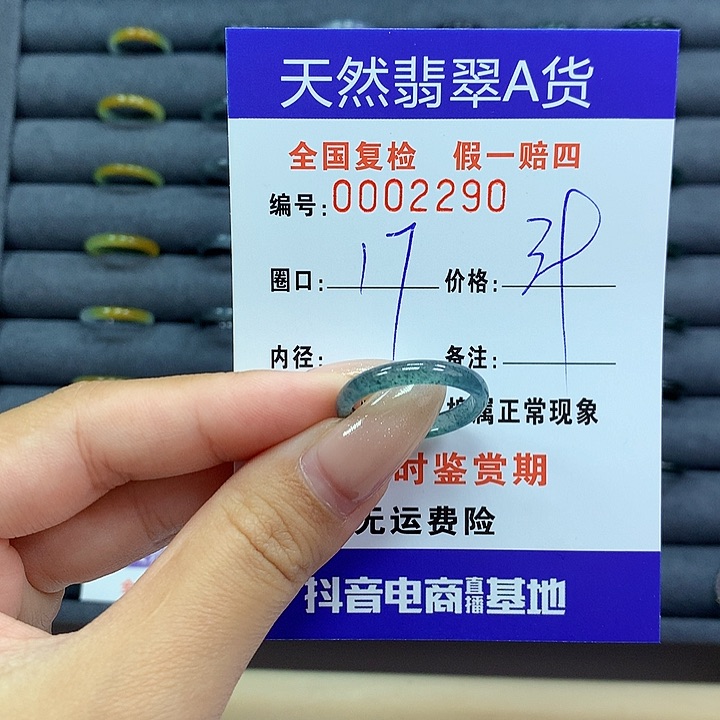 天然翡翠A货
全国复检 假一赔四
编号:0002290
圈口:17 价格:
内径: 备注:
属正常现象
时鉴赏期
无运费险
抖音电商直播基地